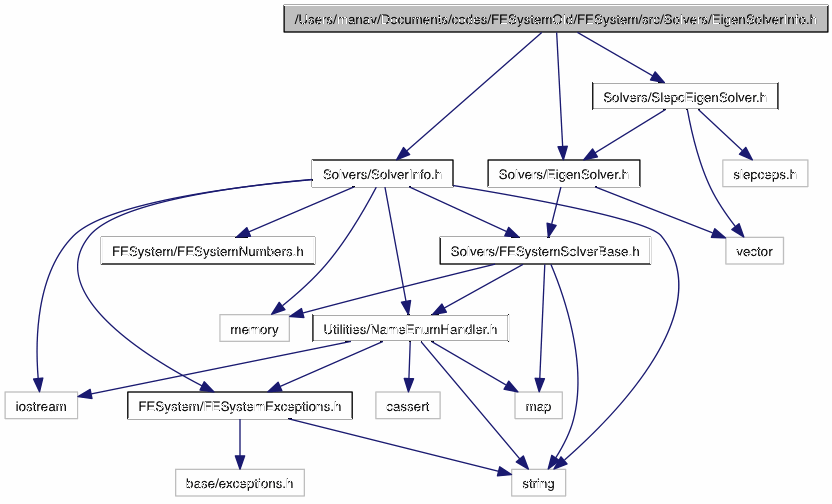 /Users/manav/Documents/codes/FESystemOld/FESystem/src/Solvers/EigenSolverInfo.h
Solvers/SlepcEigenSolver.h
Solvers/SolverInfo.h
Solvers/EigenSolver.h
slepceps.h
FESystem/FESystemNumbers.h
Solvers/FESystemSolverBase.h
vector
memory
Utilities/NameEnumHandler.h
iostream
FESystem/FESystemExceptions.h
cassert
map
base/exceptions.h
string